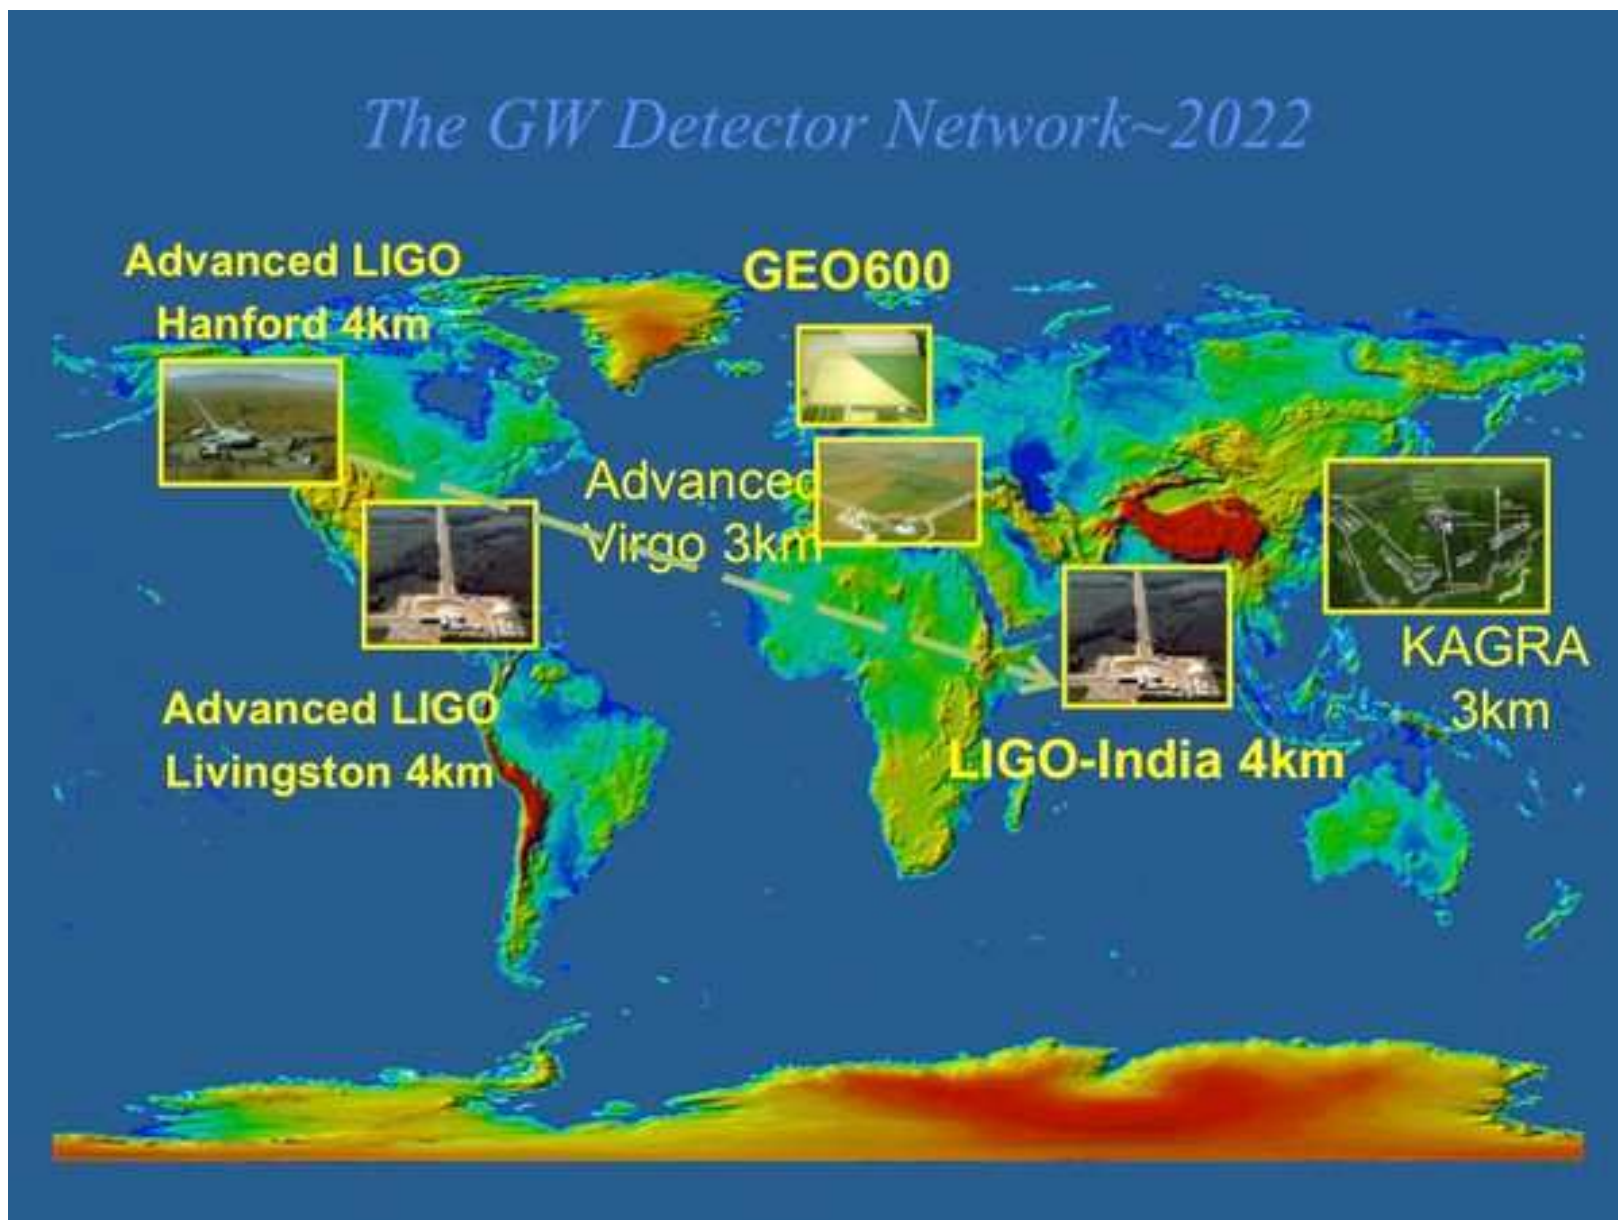 The GW Detector Network~2022
Advanced LIGO
Hanford 4km
GEO600
Advanced
Virgo 3km
KAGRA
3km
Advanced LIGO
Livingston 4km
LIGO-India 4km